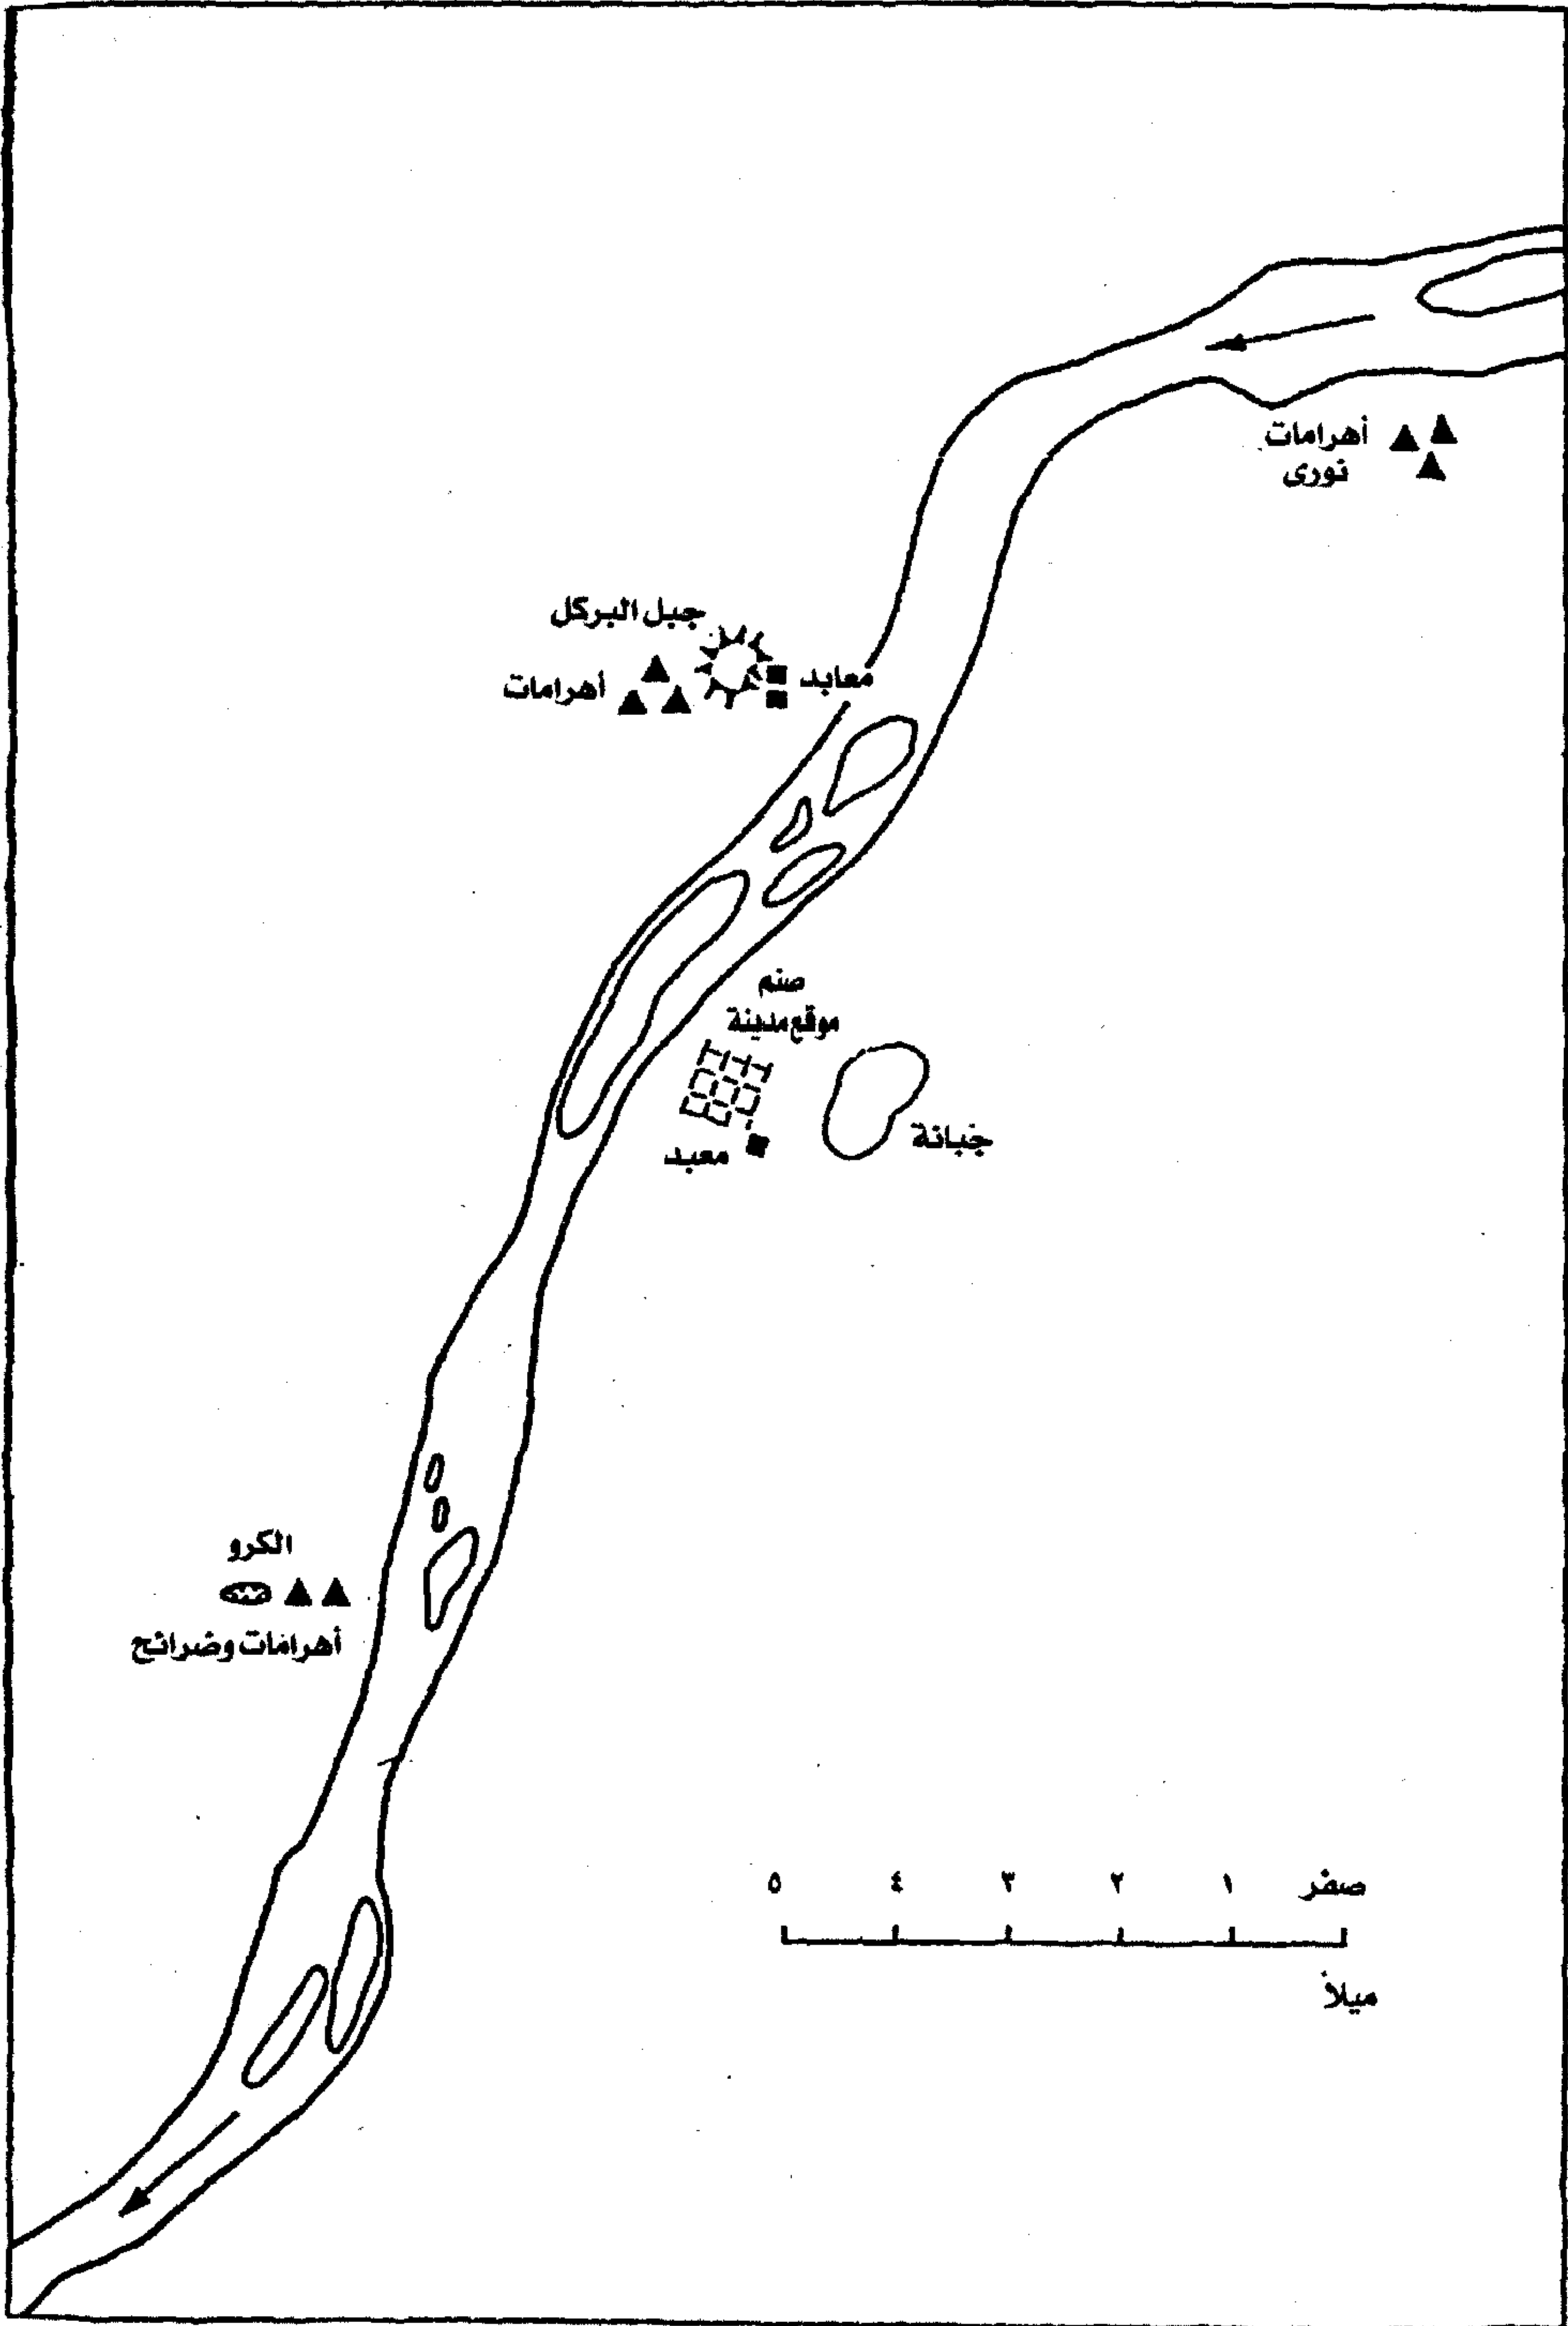 أهرامات
نورى
جبل البركل
أهرامات
معابد
صنم
موقع مدينة
جبانة
معبد
الكرو
أهرامات وضرائح
صفر ١ ٢ ٣ ٤ ٥
ميلاً